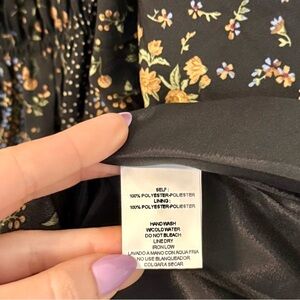 SELF:
100% POLYESTER-POLIESTER
LINING:
100% POLYESTER-POLIESTER
HAND WASH
W/COLD WATER
DO NOT BLEACH
LINE DRY
IRON LOW
LAVADO A MANO CON AQUA FRIA
NO USE BLANQUEADOR
COLGAR A SECAR